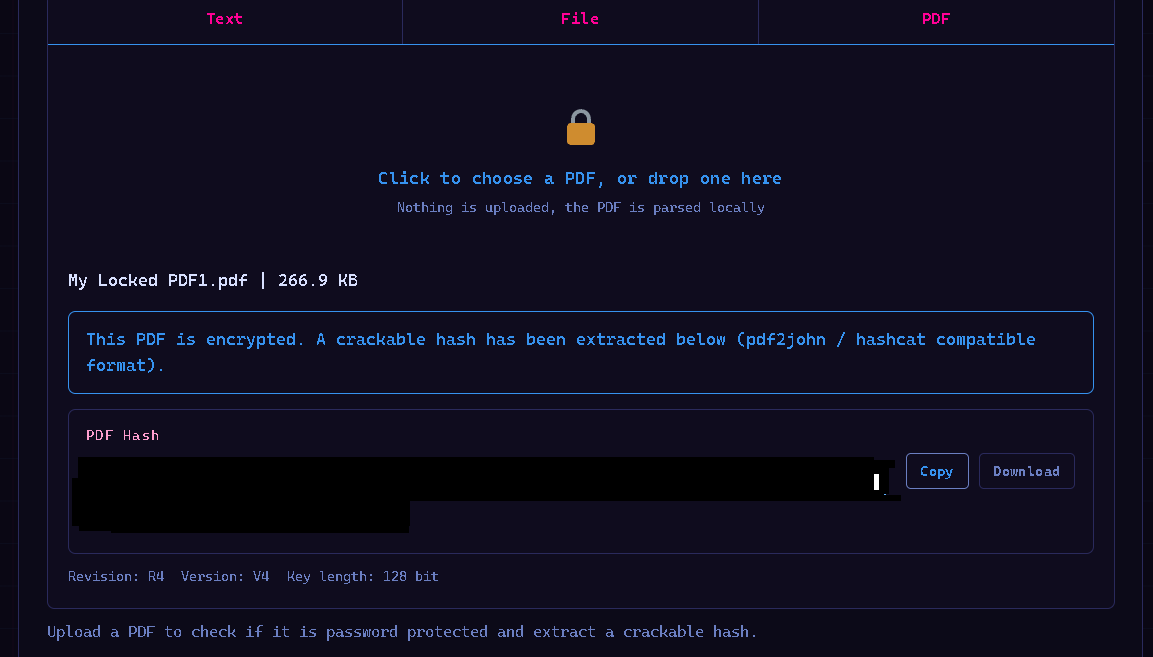 Text File PDF
Click to choose a PDF, or drop one here
Nothing is uploaded, the PDF is parsed locally
My Locked PDF1.pdf | 266.9 KB
This PDF is encrypted. A crackable hash has been extracted below (pdf2john / hashcat compatible
format).
PDF Hash
Copy Download
Revision: R4 Version: V4 Key length: 128 bit
Upload a PDF to check if it is password protected and extract a crackable hash.